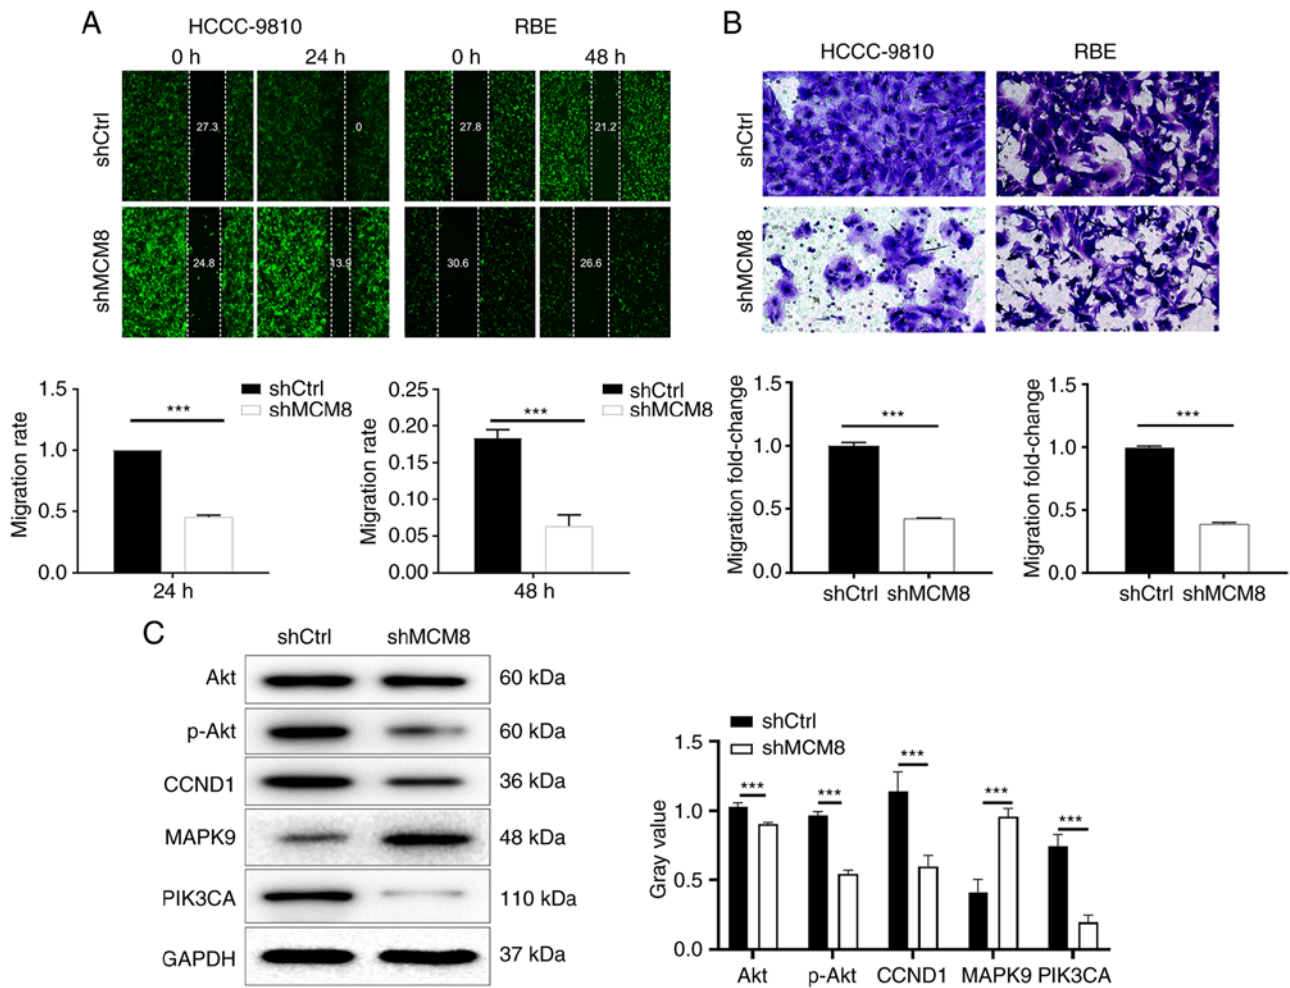 A
HCCC-9810
RBE
0 h
24 h
0 h
48 h
shCtrl
27.3
0
27.8
21.2
shMCM8
24.8
13.9
30.6
26.6
B
HCCC-9810
RBE
shCtrl
shMCM8
Migration rate
1.5
1.0
0.5
0.0
***
shCtrl
shMCM8
24 h
Migration rate
0.25
0.20
0.15
0.10
0.05
0.00
***
shCtrl
shMCM8
48 h
Migration fold-change
1.5
1.0
0.5
0.0
***
shCtrl shMCM8
Migration fold-change
1.5
1.0
0.5
0.0
***
shCtrl shMCM8
C
shCtrl shMCM8
Akt 60 kDa
p-Akt 60 kDa
CCND1 36 kDa
MAPK9 48 kDa
PIK3CA 110 kDa
GAPDH 37 kDa
shCtrl
shMCM8
Gray value
1.5
1.0
0.5
0.0
***
***
***
***
***
Akt p-Akt CCND1 MAPK9 PIK3CA